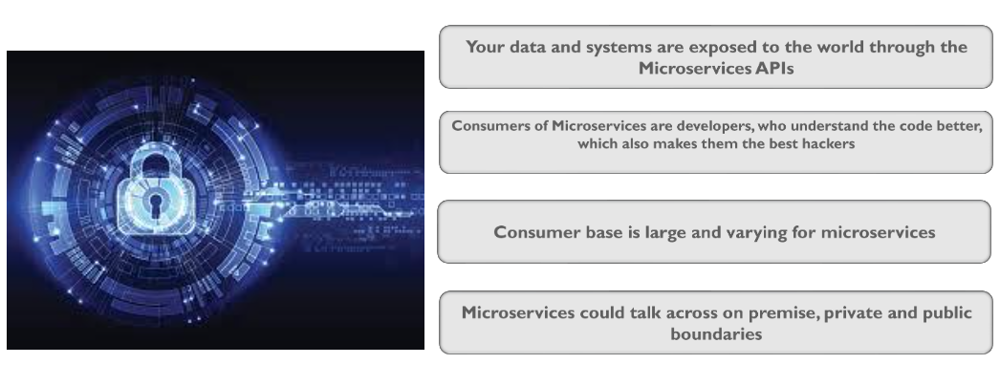 Your data and systems are exposed to the world through the
Microservices APIs
Consumers of Microservices are developers, who understand the code better,
which also makes them the best hackers
Consumer base is large and varying for microservices
Microservices could talk across on premise, private and public
boundaries